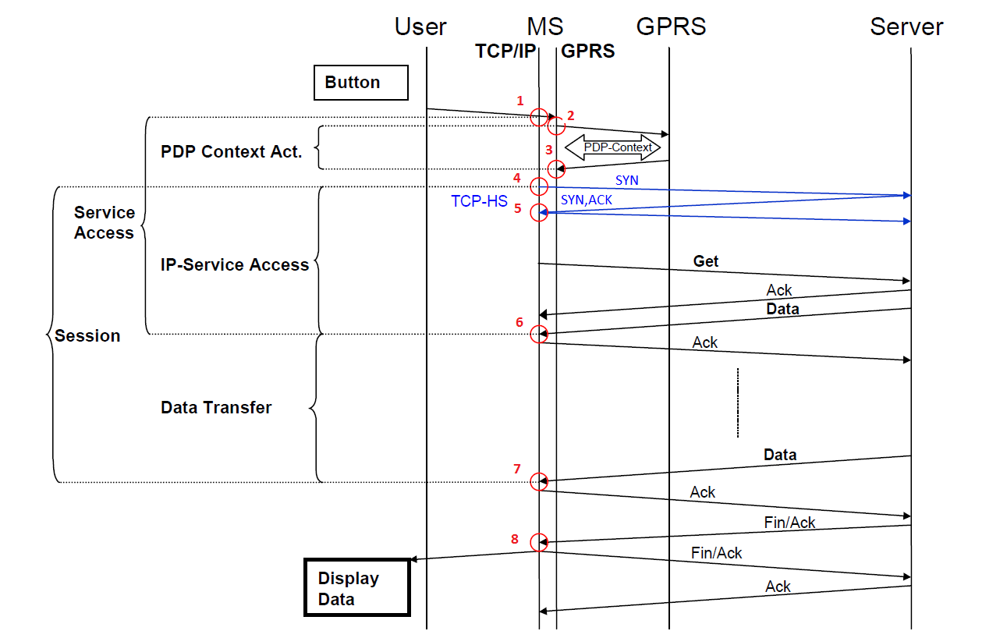 User MS GPRS Server
TCP/IP GPRS
Button
1
2
PDP Context Act.
PDP-Context
3
4
SYN
TCP-HS
SYN,ACK
5
Service
Access
IP-Service Access
Get
Ack
Data
6
Session
Ack
Data Transfer
Data
7
Ack
Fin/Ack
8
Fin/Ack
Display
Data
Ack